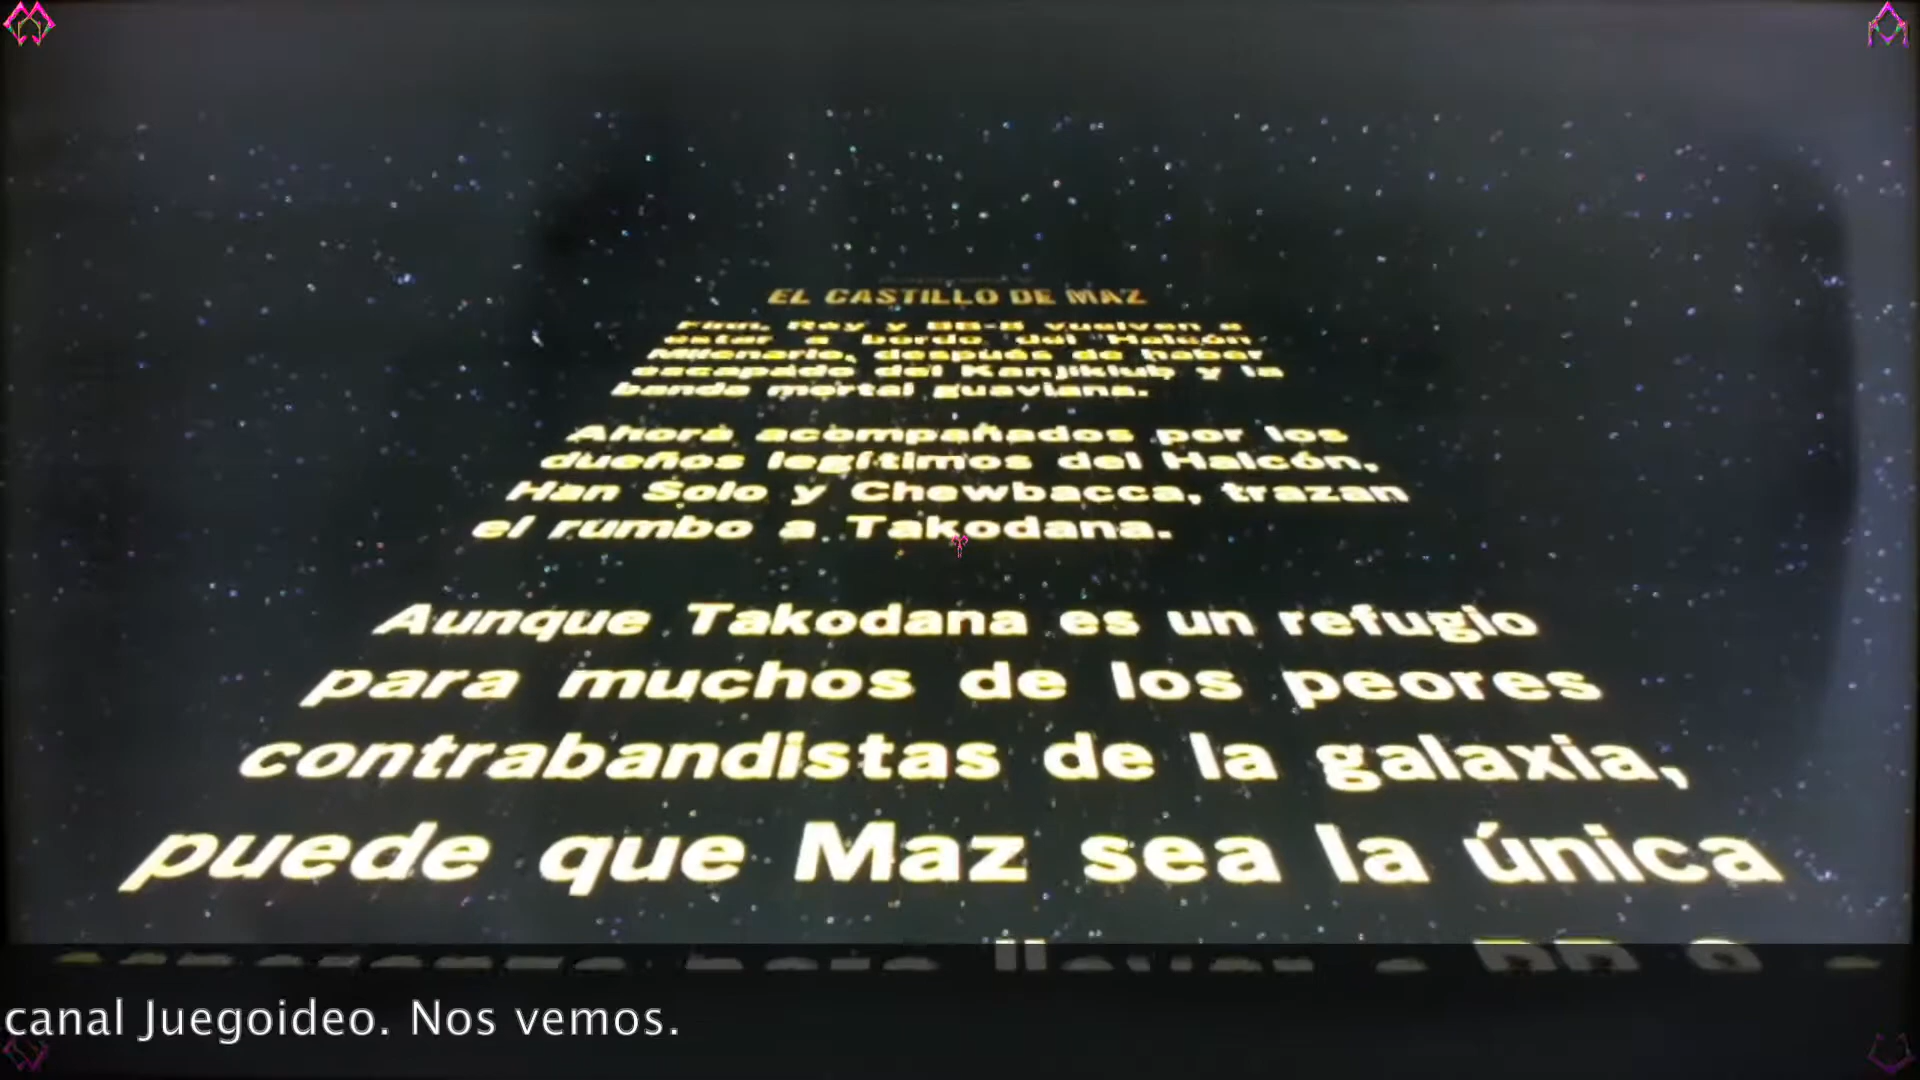 EL CASTILLO DE MAZ
Finn, Rey y BB-8 vuelven a
estar a bordo del Halcón
Milenario, después de haber
escapado del Kanjiklub y la
banda mortal guaviana.
Ahora acompañados por los
dueños legítimos del Halcón,
Han Solo y Chewbacca, trazan
el rumbo a Takodana.
Aunque Takodana es un refugio
para muchos de los peores
contrabandistas de la galaxia,
puede que Maz sea la única
canal Juegoideo. Nos vemos.